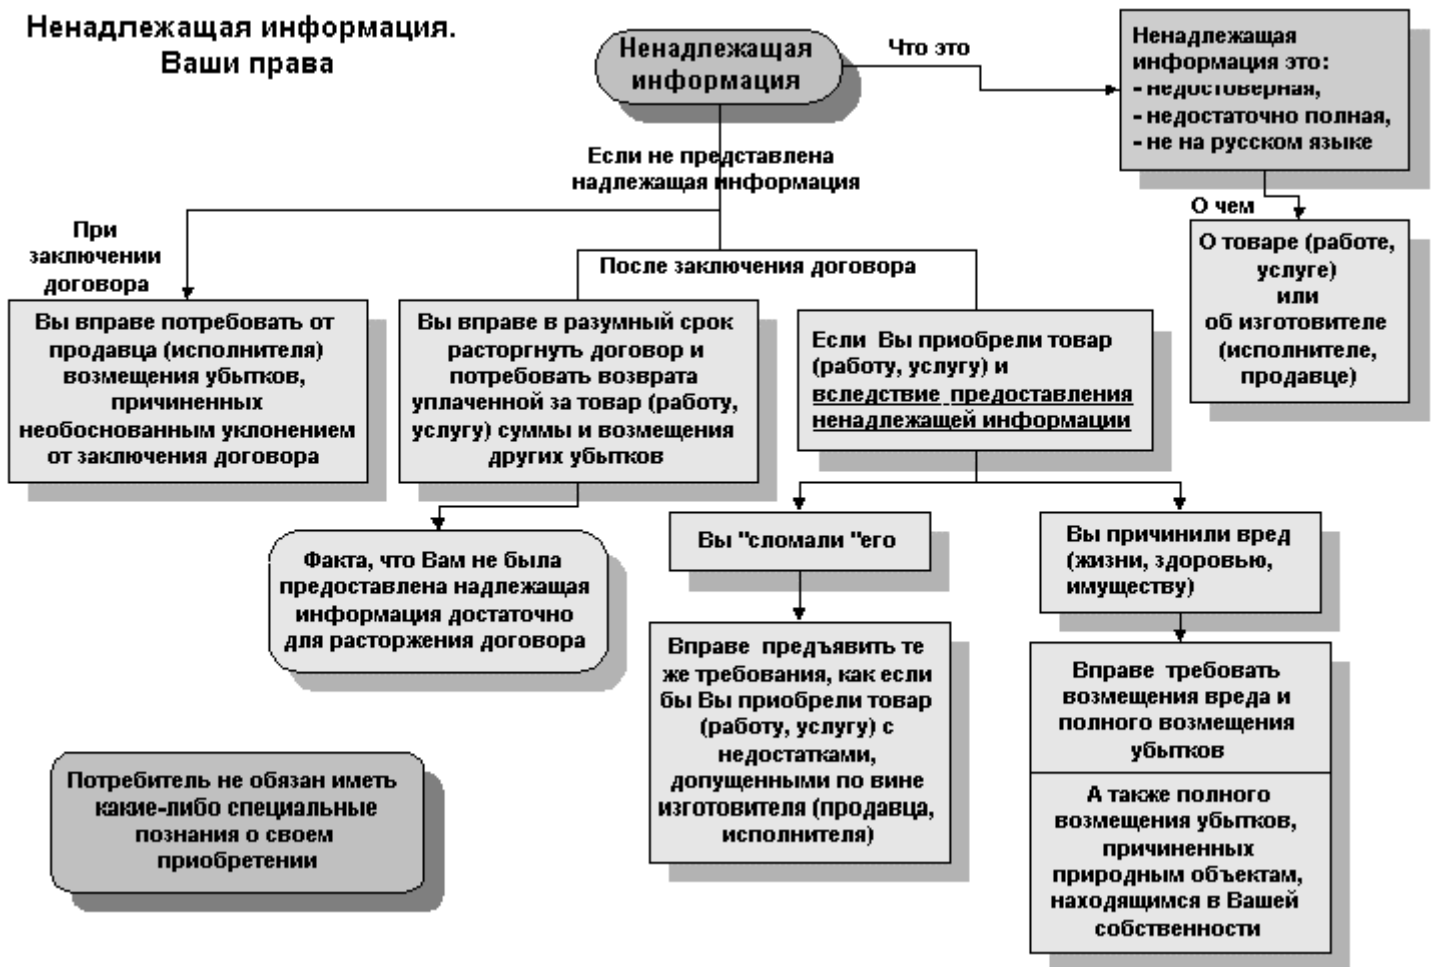 Ненадлежащая информация.
Ваши права
Ненадлежащая
информация
Что это
Ненадлежащая
информация это:
- недостоверная,
- недостаточно полная,
- не на русском языке
О чем
О товаре (работе,
услуге)
или
об изготовителе
(исполнителе,
продавце)
Если не представлена
надлежащая информация
При
заключении
договора
Вы вправе потребовать от
продавца (исполнителя)
возмещения убытков,
причиненных
необоснованным уклонением
от заключения договора
После заключения договора
Вы вправе в разумный срок
расторгнуть договор и
потребовать возврата
уплаченной за товар (работу,
услугу) суммы и возмещения
других убытков
Факта, что Вам не была
предоставлена надлежащая
информация достаточно
для расторжения договора
Если Вы приобрели товар
(работу, услугу) и
вследствие предоставления
ненадлежащей информации
Вы "сломали "его
Вправе предъявить те
же требования, как если
бы Вы приобрели товар
(работу, услугу) с
недостатками,
допущенными по вине
изготовителя (продавца,
исполнителя)
Вы причинили вред
(жизни, здоровью,
имуществу)
Вправе требовать
возмещения вреда и
полного возмещения
убытков
А также полного
возмещения убытков,
причиненных
природным объектам,
находящимся в Вашей
собственности
Потребитель не обязан иметь
какие-либо специальные
познания о своем
приобретении